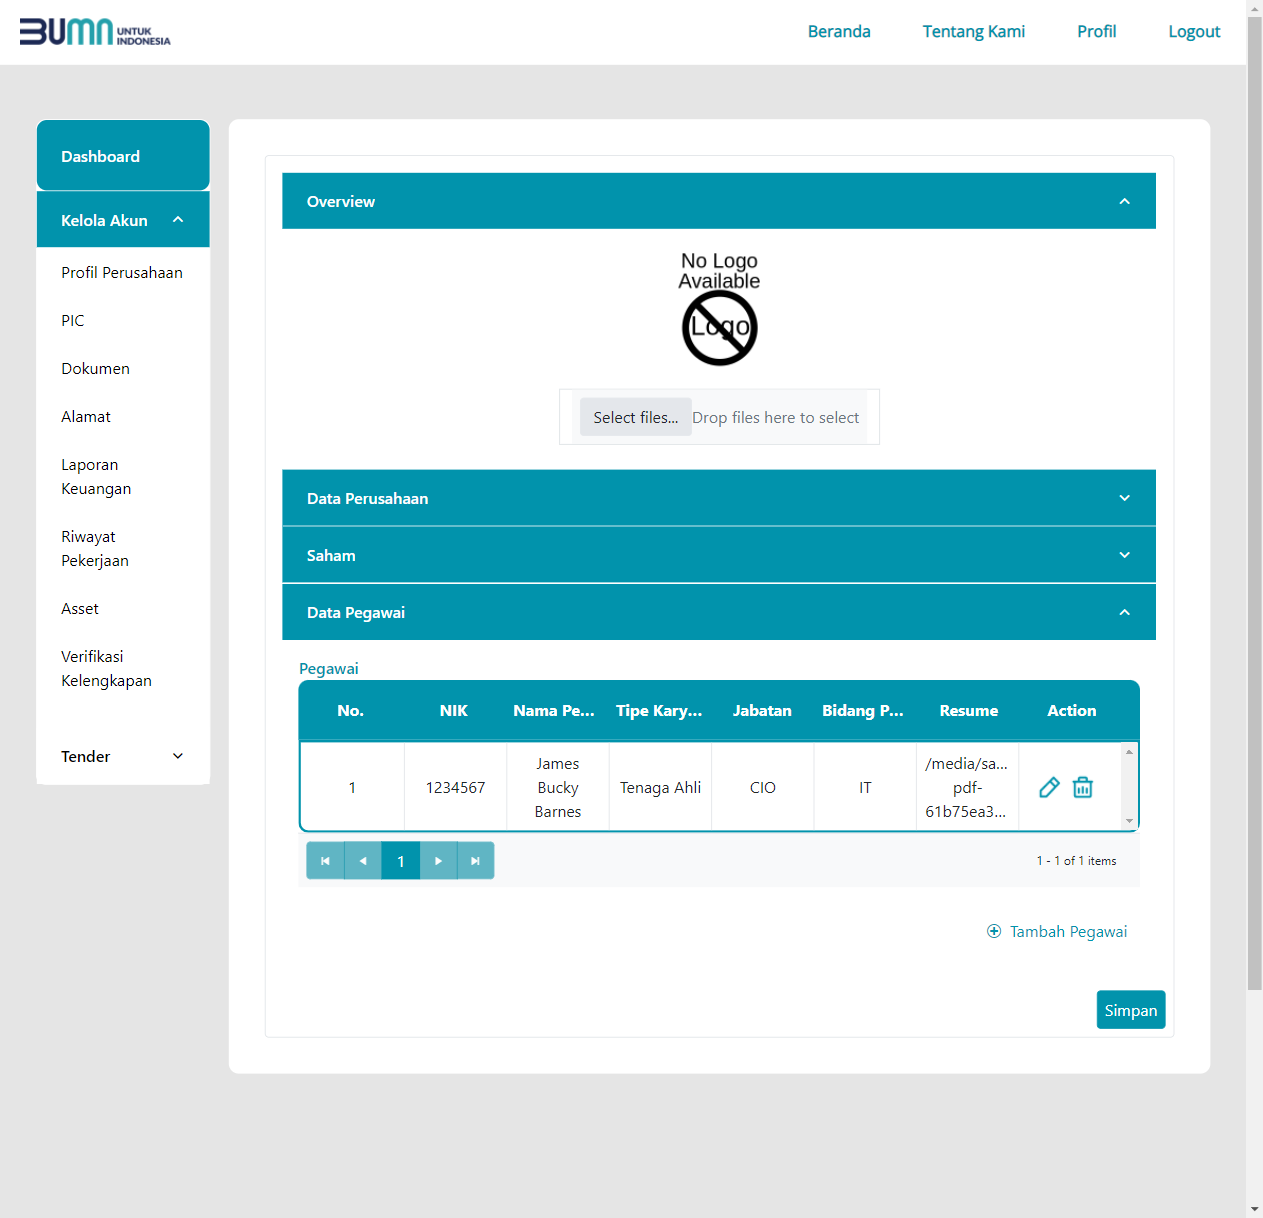 BUMN UNTUK INDONESIA
Beranda Tentang Kami Profil Logout
Dashboard
Kelola Akun
Profil Perusahaan
PIC
Dokumen
Alamat
Laporan
Keuangan
Riwayat
Pekerjaan
Asset
Verifikasi
Kelengkapan
Tender
Overview
No Logo
Available
Logo
Select files... Drop files here to select
Data Perusahaan
Saham
Data Pegawai
Pegawai
No. NIK Nama Pe... Tipe Kary... Jabatan Bidang P... Resume Action
1 1234567 James Bucky Barnes Tenaga Ahli CIO IT /media/sa... pdf- 61b75ea3...
1 1 - 1 of 1 items
Tambah Pegawai
Simpan